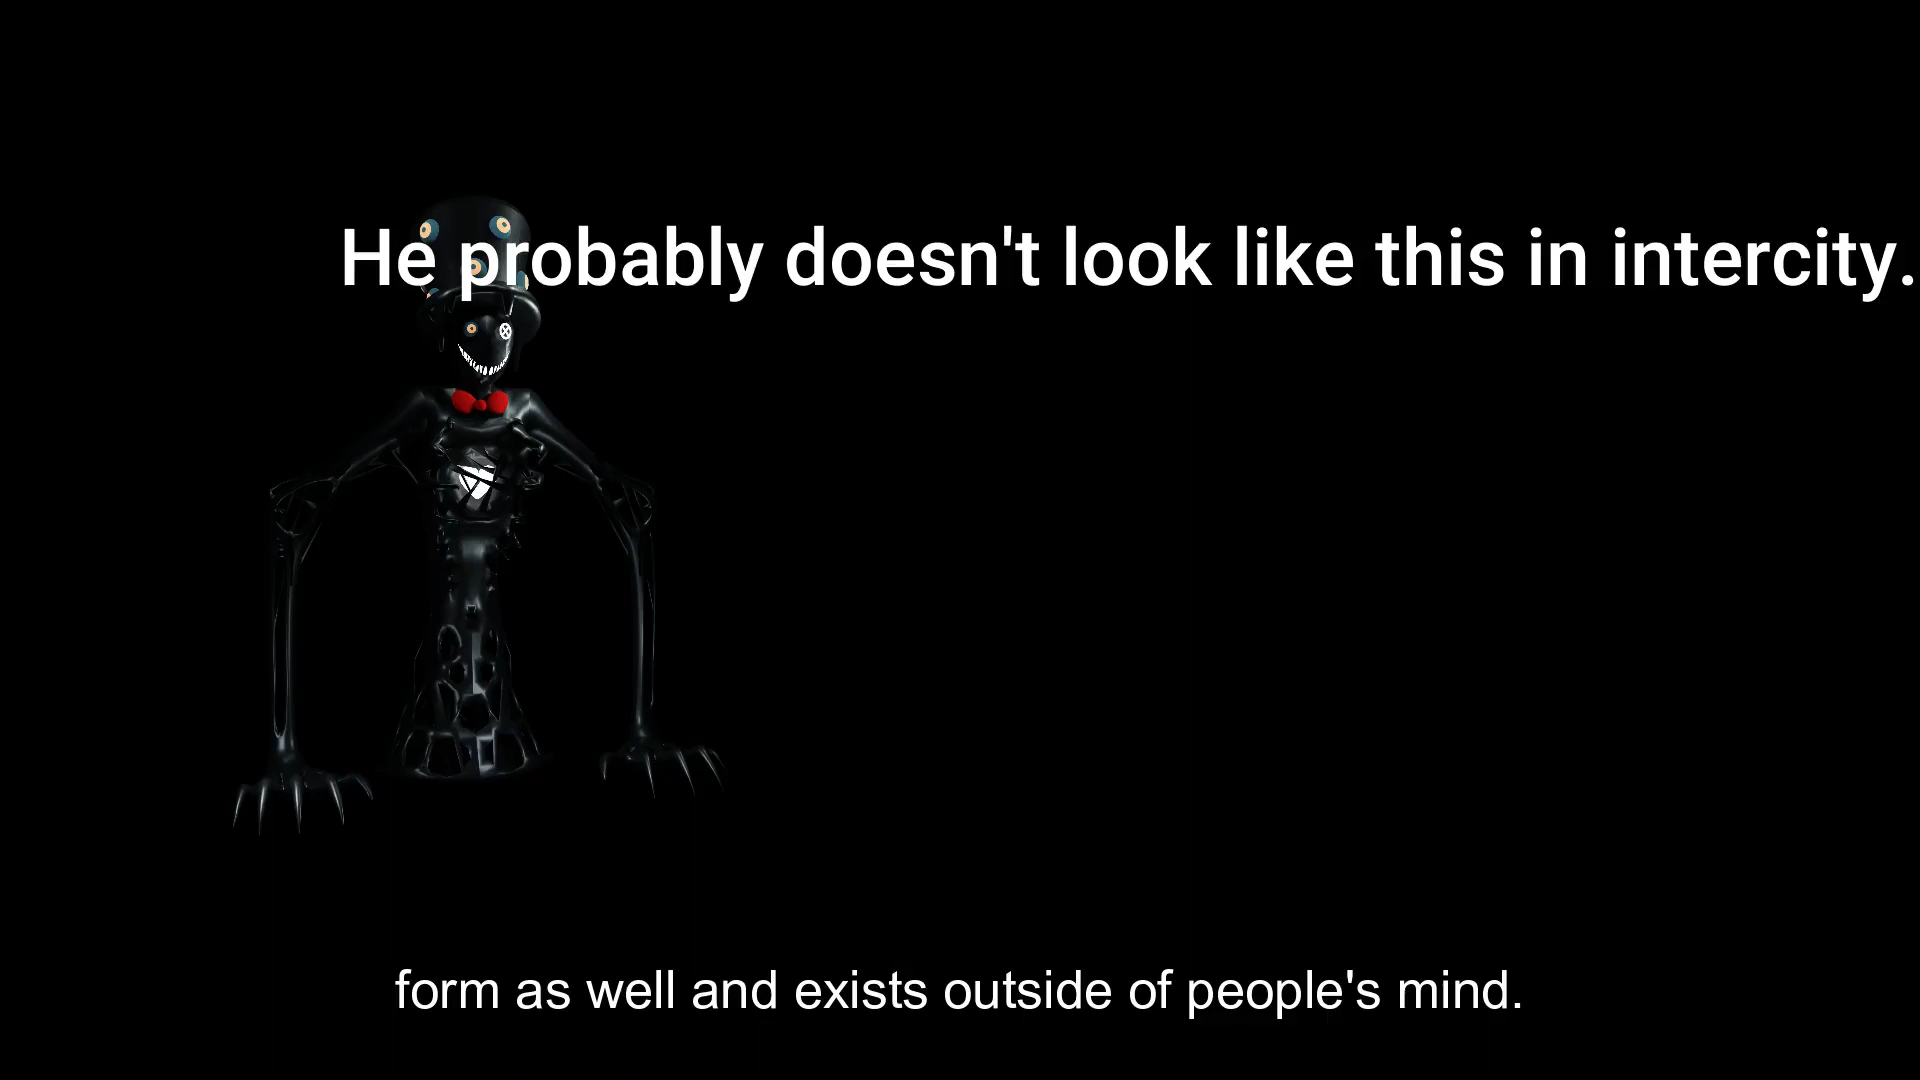 He probably doesn't look like this in intercity.
form as well and exists outside of people's mind.